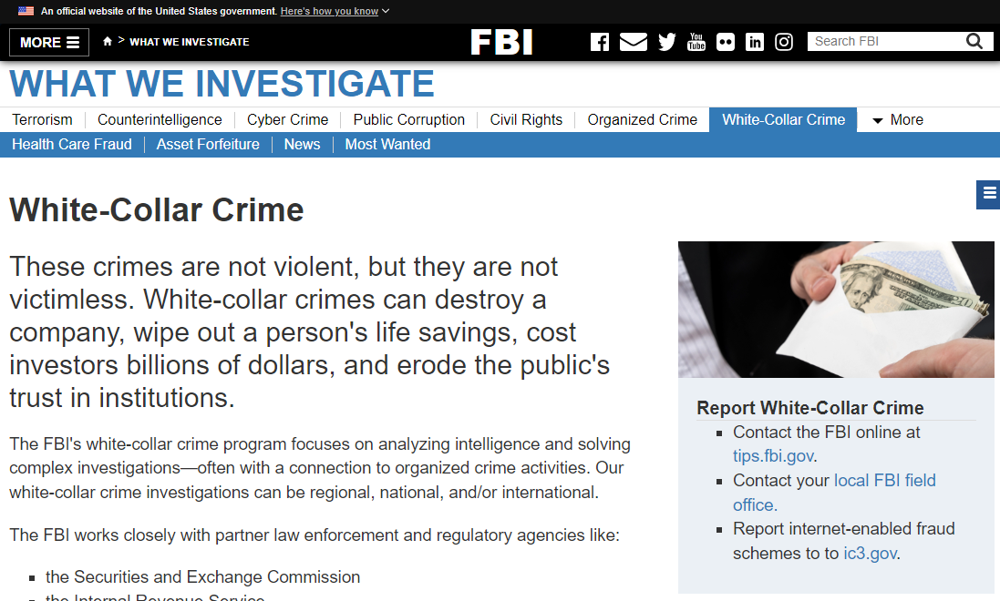 An official website of the United States government. Here's how you know
MORE
> WHAT WE INVESTIGATE
FBI
You
Tube
in
Search FBI
WHAT WE INVESTIGATE
Terrorism
Counterintelligence
Cyber Crime
Public Corruption
Civil Rights
Organized Crime
White-Collar Crime
More
Health Care Fraud
Asset Forfeiture
News
Most Wanted
White-Collar Crime
These crimes are not violent, but they are not
victimless. White-collar crimes can destroy a
company, wipe out a person's life savings, cost
investors billions of dollars, and erode the public's
trust in institutions.
The FBI's white-collar crime program focuses on analyzing intelligence and solving
complex investigations—often with a connection to organized crime activities. Our
white-collar crime investigations can be regional, national, and/or international.
The FBI works closely with partner law enforcement and regulatory agencies like:
the Securities and Exchange Commission
the Internal Revenue Service
20
Report White-Collar Crime
Contact the FBI online at
tips.fbi.gov.
Contact your local FBI field
office.
Report internet-enabled fraud
schemes to to ic3.gov.